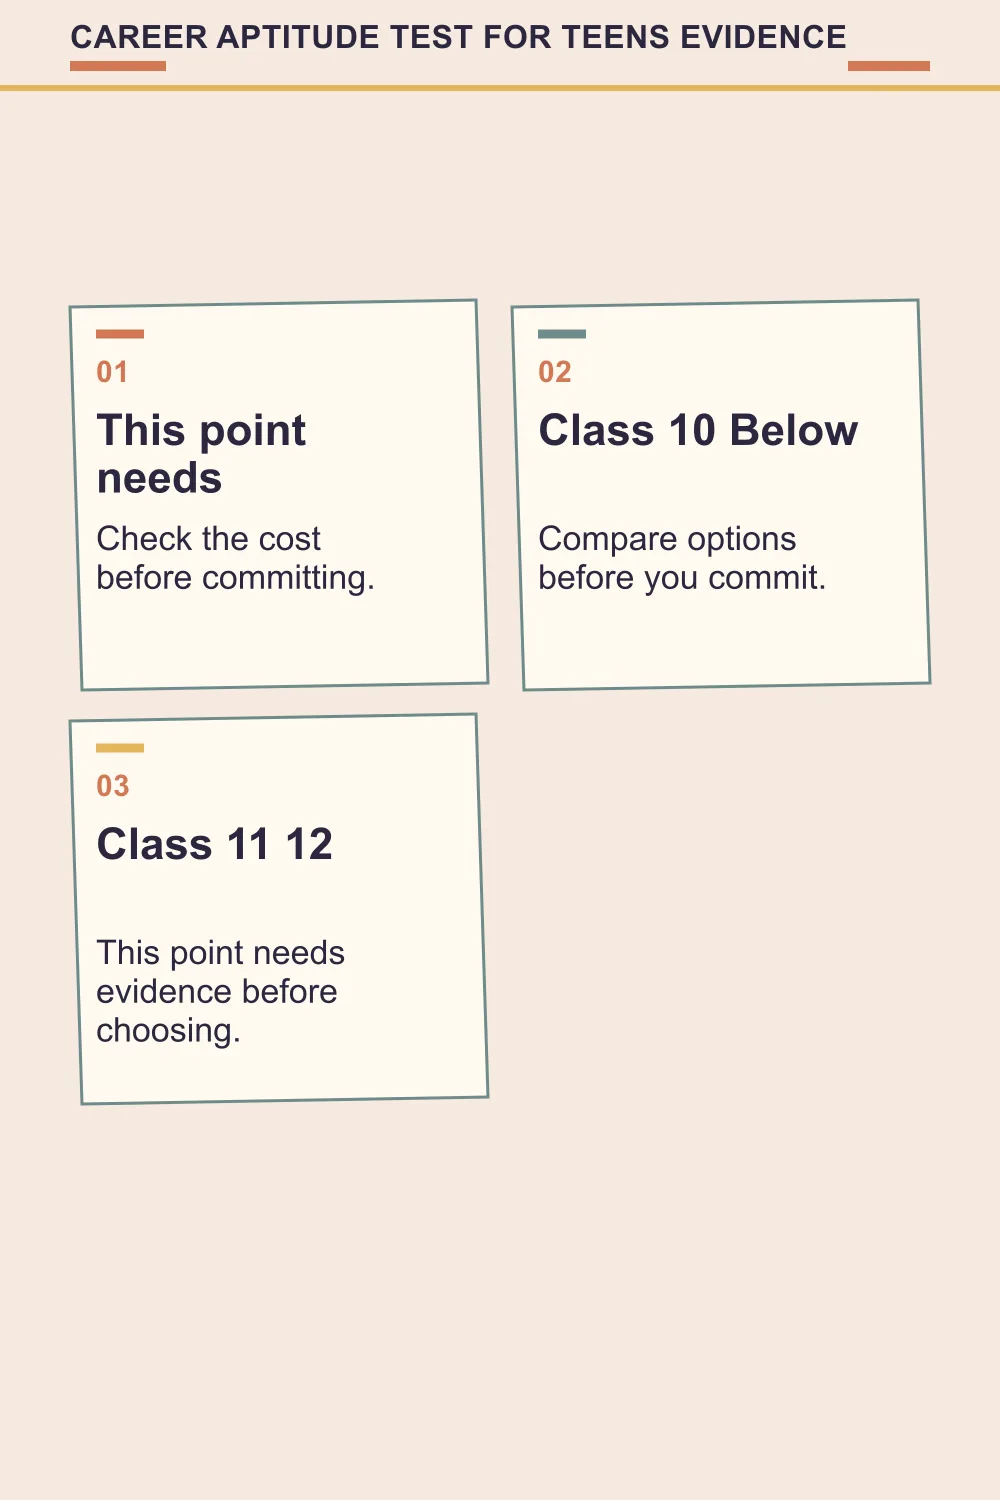 CAREER APTITUDE TEST FOR TEENS EVIDENCE
01
This point
needs
Check the cost
before committing.
02
Class 10 Below
Compare options
before you commit.
03
Class 11 12
This point needs
evidence before
choosing.